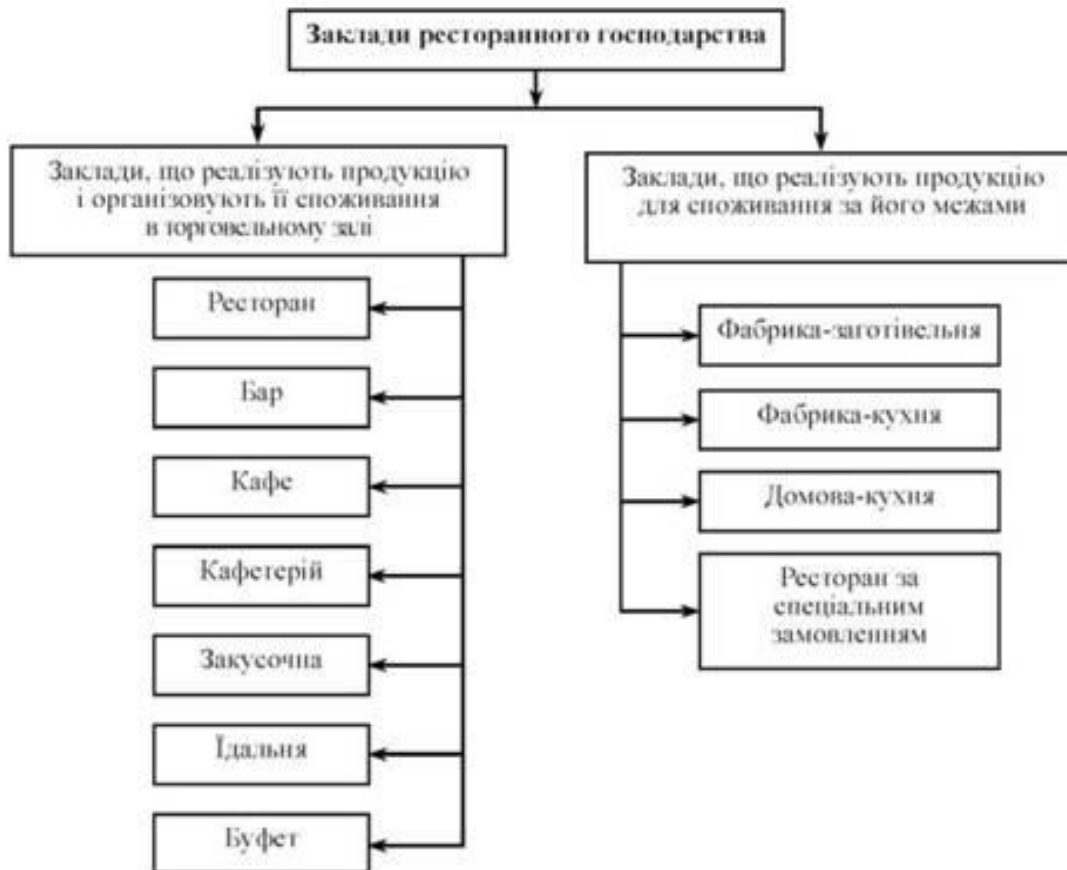 Заклади ресторанного господарства
Заклади, що реалізують продукцію
і організовують її споживання
в торговельному залі
Ресторан
Бар
Кафе
Кафетерій
Закусочна
Їдальня
Буфет
Заклади, що реалізують продукцію
для споживання за його межами
Фабрика-заготівельня
Фабрика-кухня
Домова-кухня
Ресторан за
спеціальним
замовленням